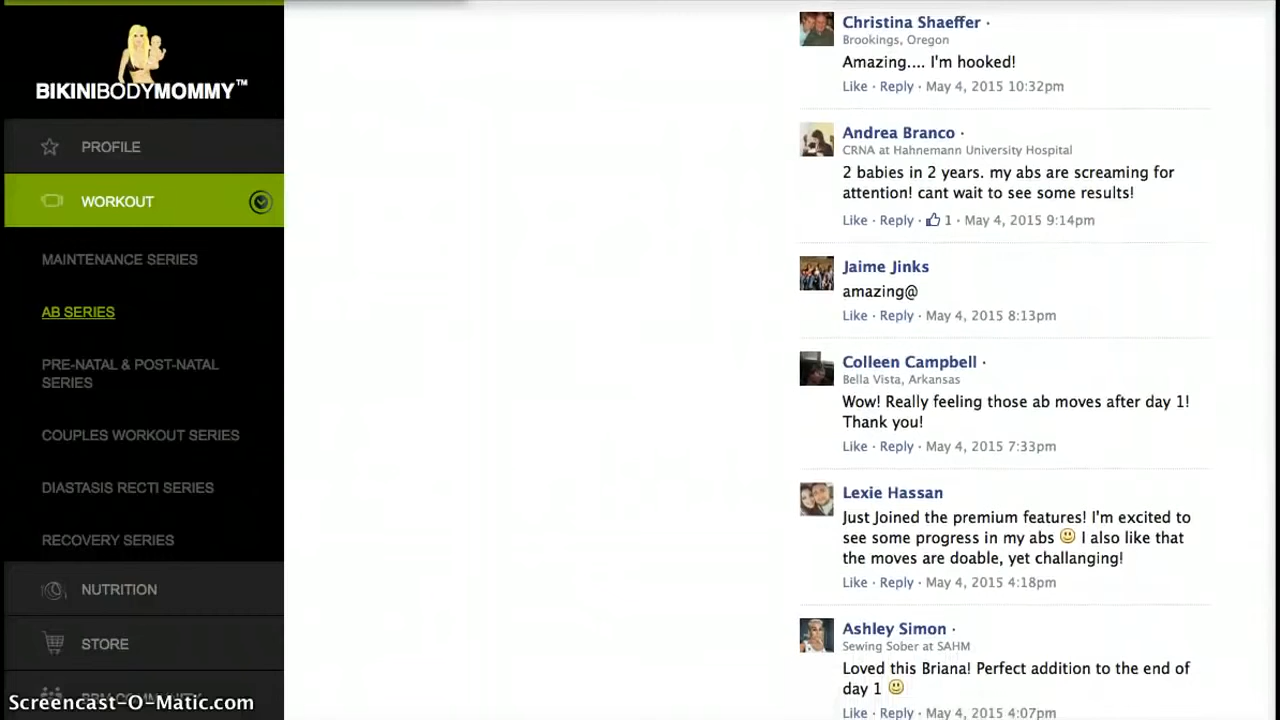 BIKINIBODYMOMMY™
PROFILE
WORKOUT
MAINTENANCE SERIES
AB SERIES
PRE-NATAL & POST-NATAL
SERIES
COUPLES WORKOUT SERIES
DIASTASIS RECTI SERIES
RECOVERY SERIES
NUTRITION
STORE
BBM COMMUNITY
Screencast-O-Matic.com
Christina Shaeffer ·
Brookings, Oregon
Amazing.... I'm hooked!
Like · Reply · May 4, 2015 10:32pm
Andrea Branco ·
CRNA at Hahnemann University Hospital
2 babies in 2 years. my abs are screaming for
attention! cant wait to see some results!
Like · Reply · 1 · May 4, 2015 9:14pm
Jaime Jinks
amazing@
Like · Reply · May 4, 2015 8:13pm
Colleen Campbell ·
Bella Vista, Arkansas
Wow! Really feeling those ab moves after day 1!
Thank you!
Like · Reply · May 4, 2015 7:33pm
Lexie Hassan
Just Joined the premium features! I'm excited to
see some progress in my abs I also like that
the moves are doable, yet challanging!
Like · Reply · May 4, 2015 4:18pm
Ashley Simon ·
Sewing Sober at SAHM
Loved this Briana! Perfect addition to the end of
day 1
Like · Reply · May 4, 2015 4:07pm